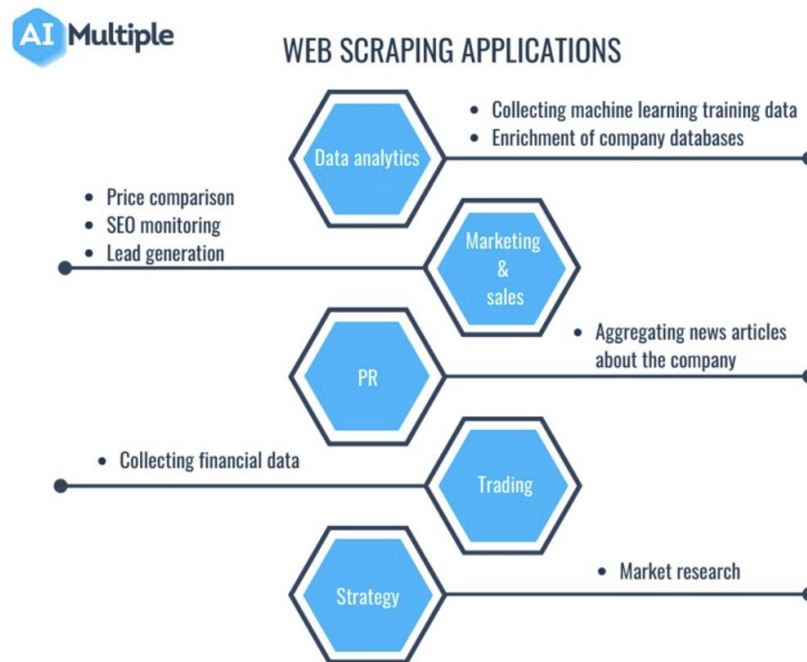 AI Multiple
WEB SCRAPING APPLICATIONS
• Collecting machine learning training data
• Enrichment of company databases
Data analytics
• Price comparison
• SEO monitoring
• Lead generation
Marketing
&
sales
• Aggregating news articles
about the company
PR
• Collecting financial data
Trading
• Market research
Strategy